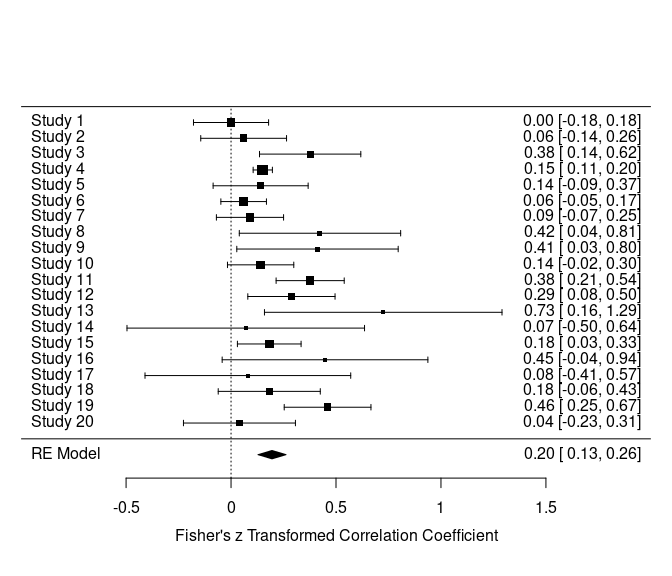 Study 1 0.00 [-0.18, 0.18]
Study 2 0.06 [-0.14, 0.26]
Study 3 0.38 [ 0.14, 0.62]
Study 4 0.15 [ 0.11, 0.20]
Study 5 0.14 [-0.09, 0.37]
Study 6 0.06 [-0.05, 0.17]
Study 7 0.09 [-0.07, 0.25]
Study 8 0.42 [ 0.04, 0.81]
Study 9 0.41 [ 0.03, 0.80]
Study 10 0.14 [-0.02, 0.30]
Study 11 0.38 [ 0.21, 0.54]
Study 12 0.29 [ 0.08, 0.50]
Study 13 0.73 [ 0.16, 1.29]
Study 14 0.07 [-0.50, 0.64]
Study 15 0.18 [ 0.03, 0.33]
Study 16 0.45 [-0.04, 0.94]
Study 17 0.08 [-0.41, 0.57]
Study 18 0.18 [-0.06, 0.43]
Study 19 0.46 [ 0.25, 0.67]
Study 20 0.04 [-0.23, 0.31]
RE Model 0.20 [ 0.13, 0.26]
-0.5 0 0.5 1 1.5
Fisher's z Transformed Correlation Coefficient